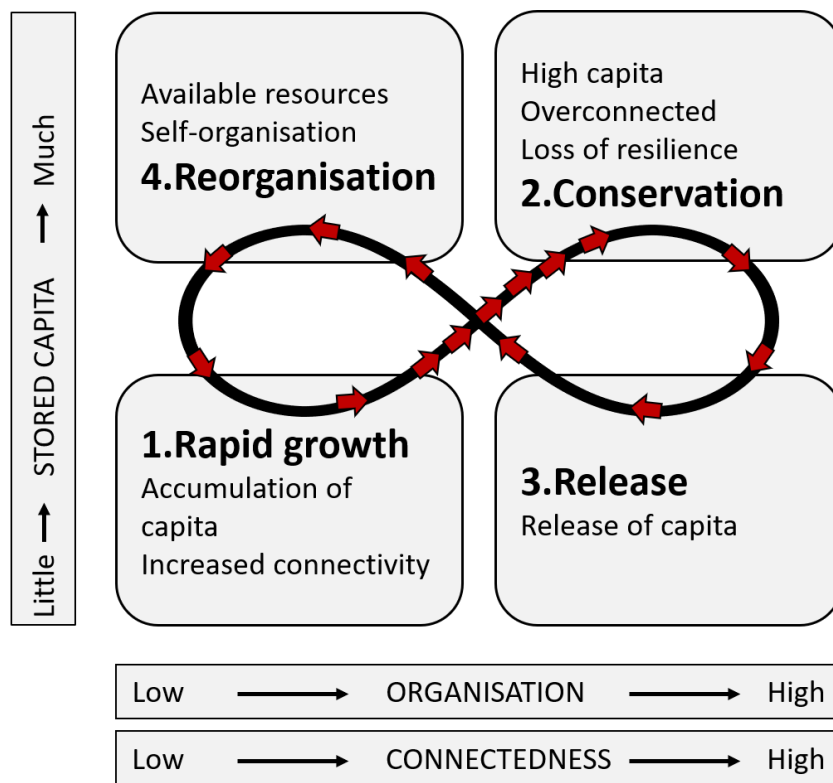 Little STORED CAPITA Much
Available resources
Self-organisation
4.Reorganisation
High capita
Overconnected
Loss of resilience
2.Conservation
1.Rapid growth
Accumulation of
capita
Increased connectivity
3.Release
Release of capita
Low ORGANISATION High
Low CONNECTEDNESS High